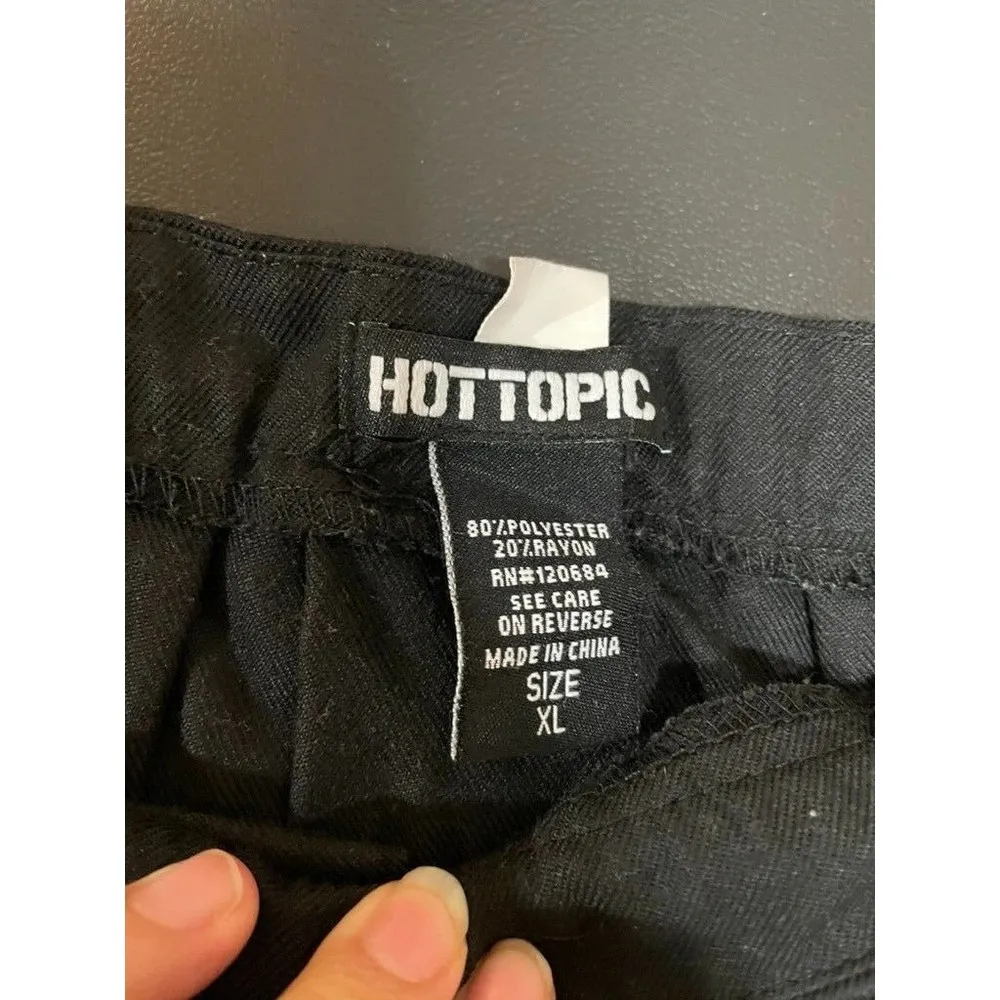 HOTTOPIC
80%POLYESTER
20%RAYON
RN#120684
SEE CARE
ON REVERSE
MADE IN CHINA
SIZE
XL